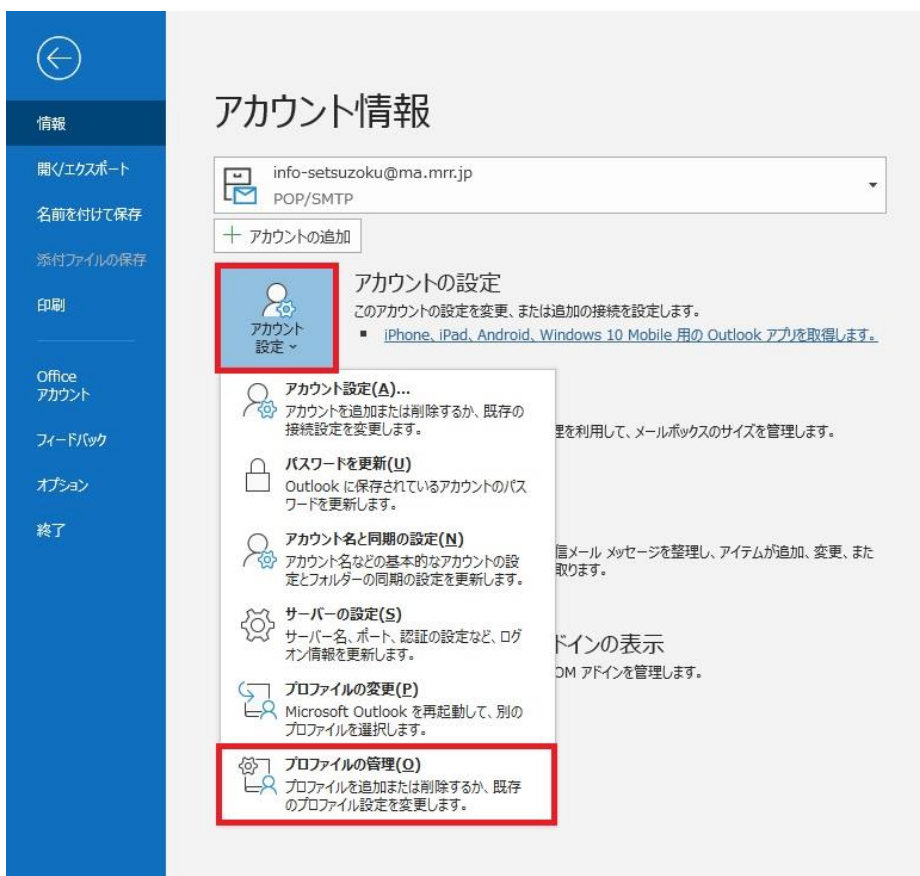 情報
開く/エクスポート
名前を付けて保存
添付ファイルの保存
印刷
Office
アカウント
フィードバック
オプション
終了
アカウント情報
info-setsuzoku@ma.mrr.jp
POP/SMTP
アカウントの追加
アカウント
設定
アカウントの設定
このアカウントの設定を変更、または追加の接続を設定します。
iPhone、iPad、Android、Windows 10 Mobile 用の Outlook アプリを取得します。
アカウント設定(A)...
アカウントを追加または削除するか、既存の
接続設定を変更します。
パスワードを更新(U)
Outlook に保存されているアカウントのパス
ワードを更新します。
アカウント名と同期の設定(N)
アカウント名などの基本的なアカウントの設
定とフォルダーの同期の設定を更新します。
サーバーの設定(S)
サーバー名、ポート、認証の設定など、ログ
オン情報を更新します。
プロファイルの変更(P)
Microsoft Outlook を再起動して、別の
プロファイルを選択します。
プロファイルの管理(O)
プロファイルを追加または削除するか、既存
のプロファイル設定を変更します。
理を利用して、メールボックスのサイズを管理します。
信メール メッセージを整理し、アイテムが追加、変更、また
取ります。
ドインの表示
OM アドインを管理します。